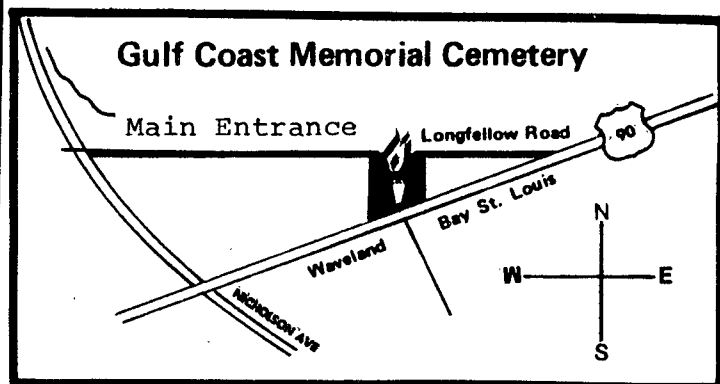 Gulf Coast Memorial Cemetery
Main Entrance
Longfellow Road
90
Bay St. Louis
Waveland
NICHOLSON AVE
N
W E
S